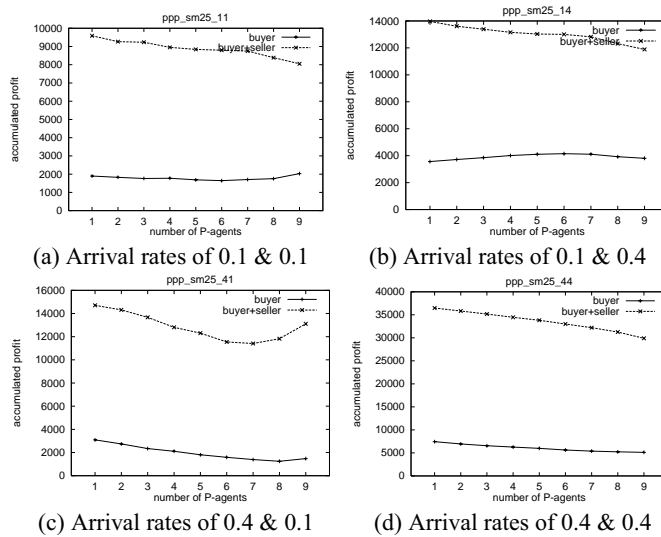 ppp_sm25_11
buyer
buyer+seller
accumulated profit
10000
9000
8000
7000
6000
5000
4000
3000
2000
1000
0
1 2 3 4 5 6 7 8 9
number of P-agents
(a) Arrival rates of 0.1 & 0.1
ppp_sm25_14
buyer
buyer+seller
accumulated profit
14000
12000
10000
8000
6000
4000
2000
0
1 2 3 4 5 6 7 8 9
number of P-agents
(b) Arrival rates of 0.1 & 0.4
ppp_sm25_41
buyer
buyer+seller
accumulated profit
16000
14000
12000
10000
8000
6000
4000
2000
0
1 2 3 4 5 6 7 8 9
number of P-agents
(c) Arrival rates of 0.4 & 0.1
ppp_sm25_44
buyer
buyer+seller
accumulated profit
40000
35000
30000
25000
20000
15000
10000
5000
0
1 2 3 4 5 6 7 8 9
number of P-agents
(d) Arrival rates of 0.4 & 0.4